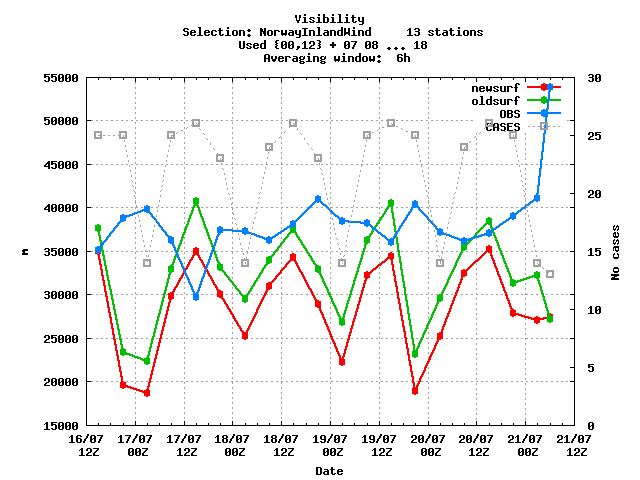 Visibility
Selection: NorwayInlandWind 13 stations
Used {00,12} + 07 08 ... 18
Averaging window: 6h
55000
50000
45000
40000
35000
30000
25000
20000
15000
30
25
20
15
10
5
0
newsurf
oldsurf
OBS
CASES
m
No cases
16/07 17/07 17/07 18/07 18/07 19/07 19/07 20/07 20/07 21/07 21/07
12Z 00Z 12Z 00Z 12Z 00Z 12Z 00Z 12Z 00Z 12Z
Date